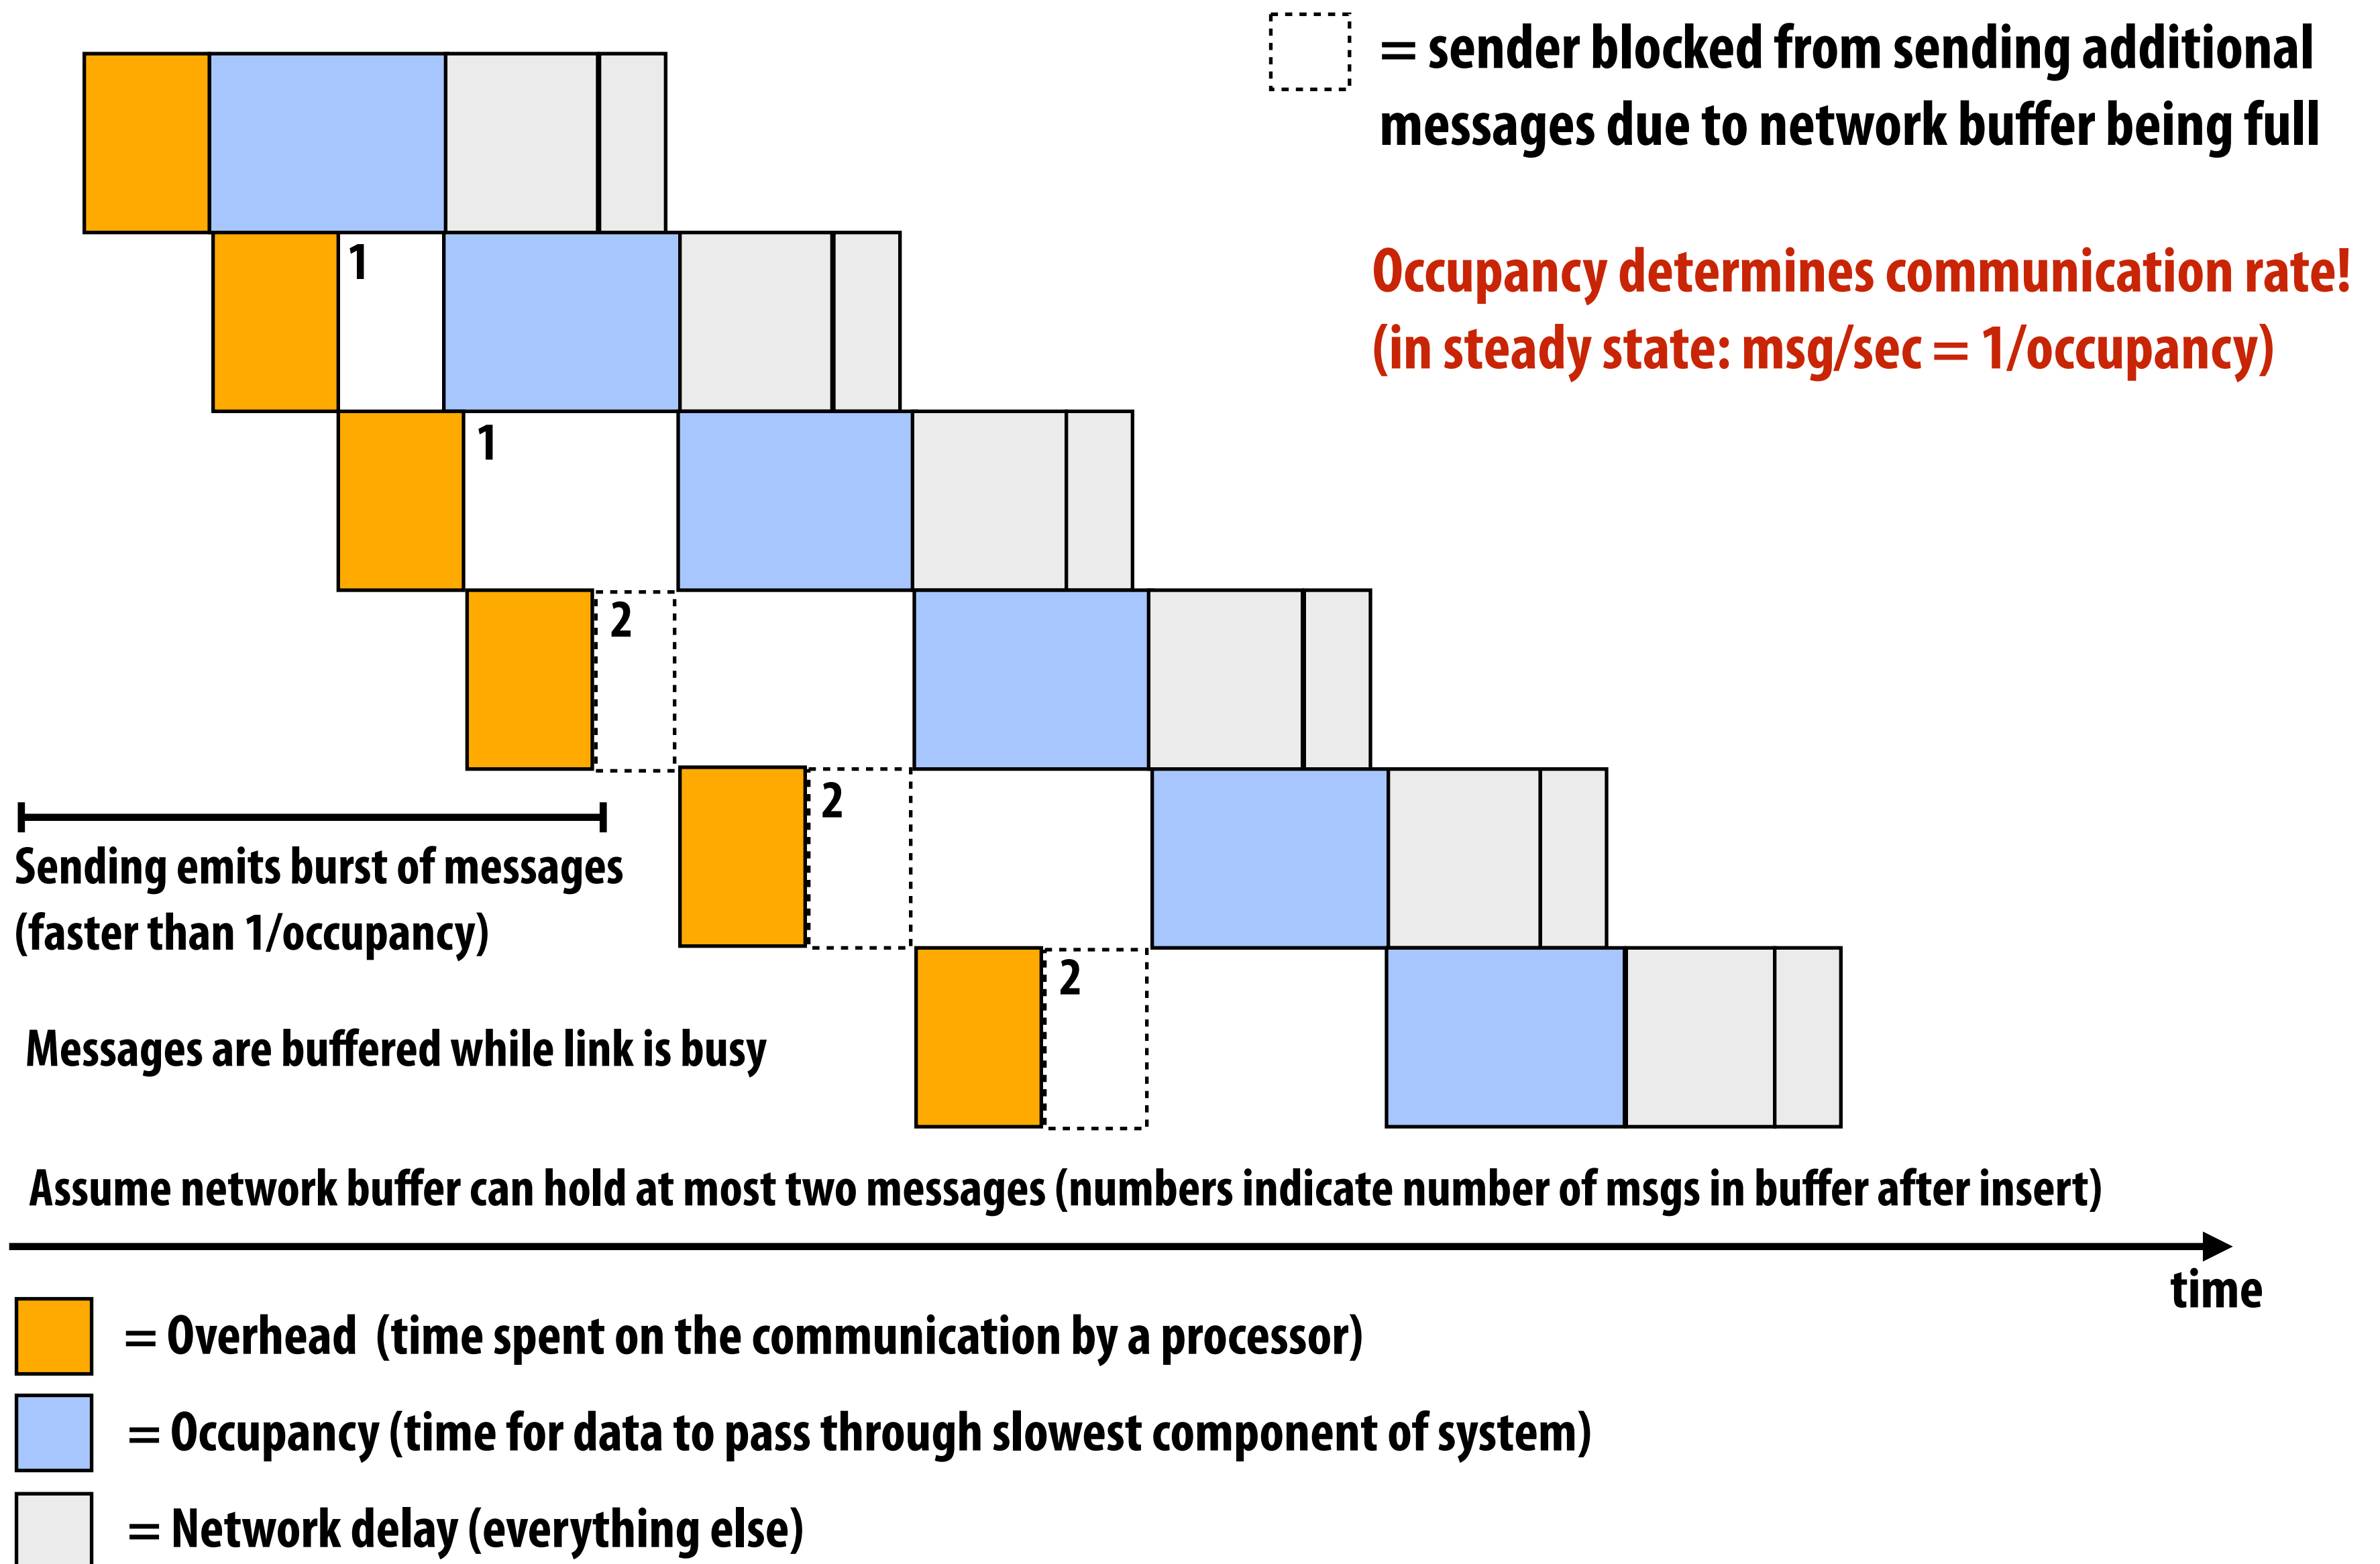 = sender blocked from sending additional
messages due to network buffer being full
Occupancy determines communication rate!
(in steady state: msg/sec = 1/occupancy)
1
1
2
2
2
Sending emits burst of messages
(faster than 1/occupancy)
Messages are buffered while link is busy
Assume network buffer can hold at most two messages (numbers indicate number of msgs in buffer after insert)
time
= Overhead (time spent on the communication by a processor)
= Occupancy (time for data to pass through slowest component of system)
= Network delay (everything else)